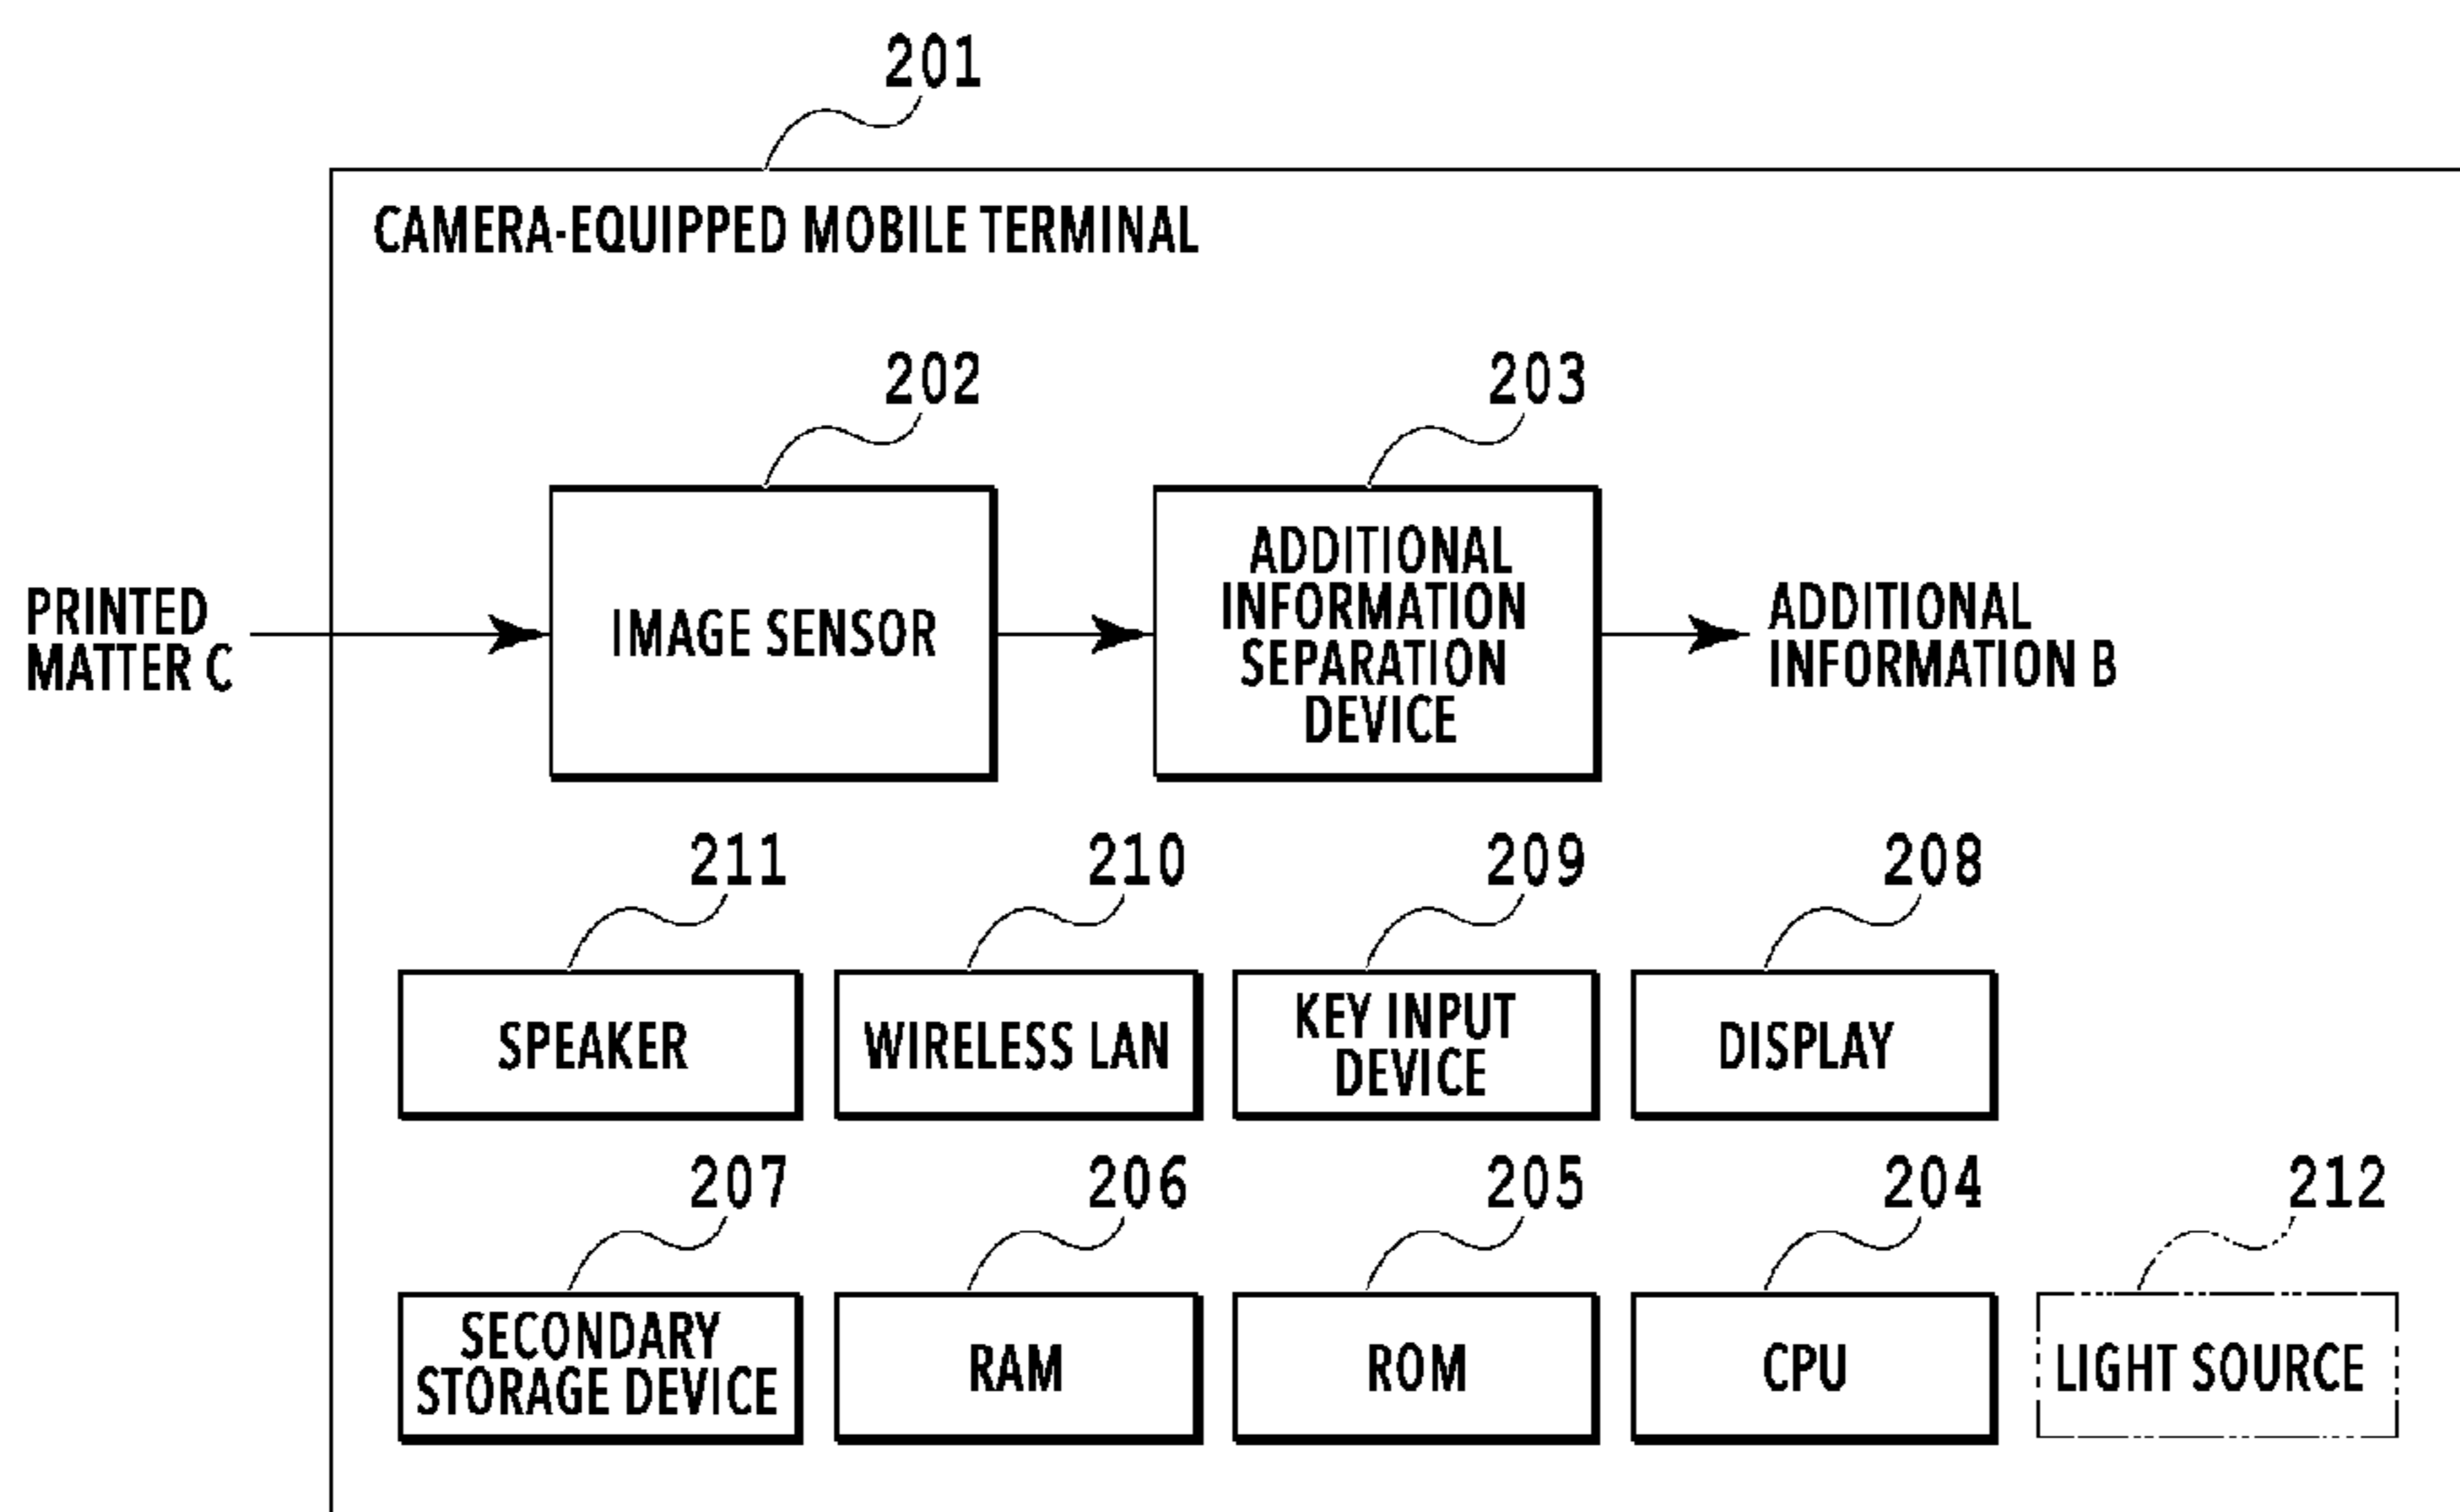 201
CAMERA-EQUIPPED MOBILE TERMINAL
202
203
PRINTED
MATTER C
IMAGE SENSOR
ADDITIONAL
INFORMATION
SEPARATION
DEVICE
ADDITIONAL
INFORMATION B
211
210
209
208
SPEAKER
WIRELESS LAN
KEY INPUT
DEVICE
DISPLAY
207
206
205
204
212
SECONDARY
STORAGE DEVICE
RAM
ROM
CPU
LIGHT SOURCE